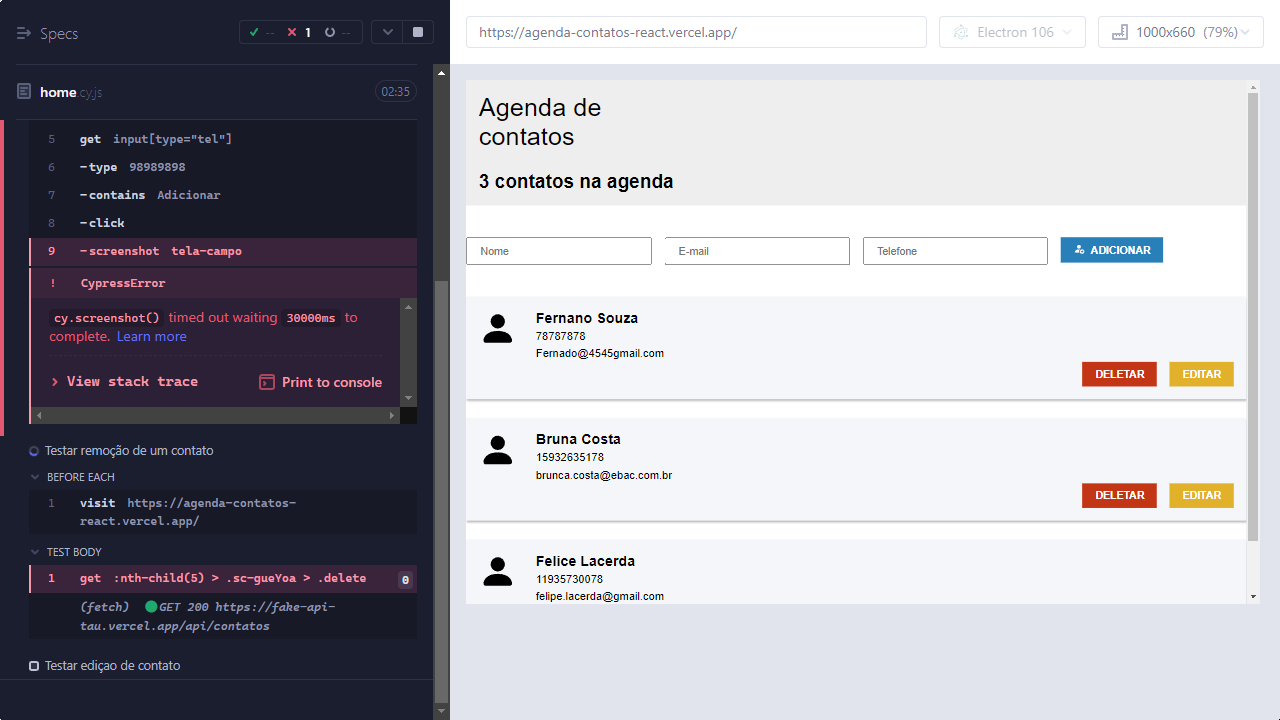 Specs
-- 1 --
home.cy.js
02:35
5 get input[type="tel"]
6 -type 98989898
7 -contains Adicionar
8 -click
9 -screenshot tela-campo
! CypressError
cy.screenshot() timed out waiting 30000ms to
complete. Learn more
> View stack trace
Print to console
Testar remoção de um contato
BEFORE EACH
1 visit https://agenda-contatos-
react.vercel.app/
TEST BODY
1 get :nth-child(5) > .sc-gueYoa > .delete 0
(fetch) GET 200 https://fake-api-
tau.vercel.app/api/contatos
Testar ediçao de contato
https://agenda-contatos-react.vercel.app/
Electron 106
1000x660 (79%)
Agenda de
contatos
3 contatos na agenda
Nome
E-mail
Telefone
ADICIONAR
Fernano Souza
78787878
Fernado@4545gmail.com
DELETAR
EDITAR
Bruna Costa
15932635178
brunca.costa@ebac.com.br
DELETAR
EDITAR
Felice Lacerda
11935730078
felipe.lacerda@gmail.com